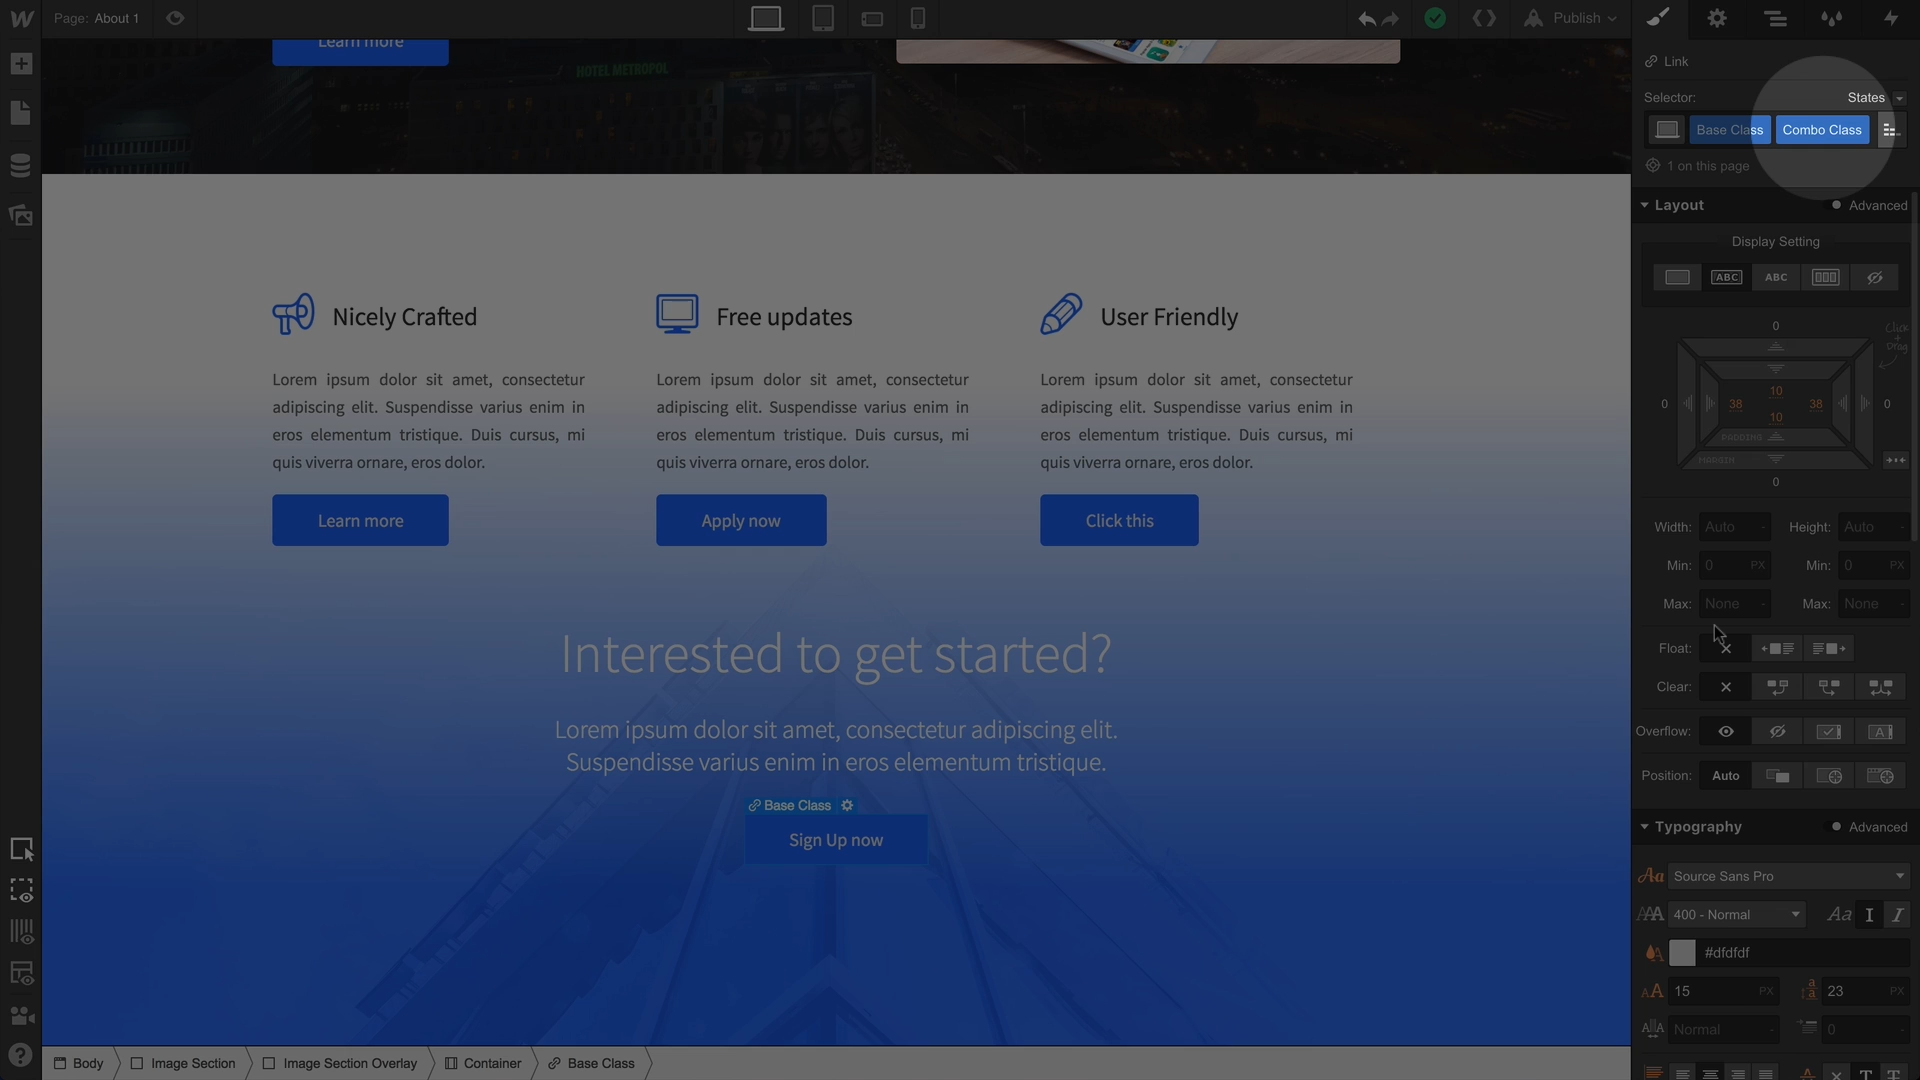 Page: About 1
Publish
Learn more
HOTEL METROPOL
Link
Selector:
States
Base Class
Combo Class
1 on this page
Layout
Advanced
Display Setting
ABC
ABC
0
Click
+
Drag
0
38
10
38
0
10
PADDING
MARGIN
0
Width: Auto -
Height: Auto -
Min: 0 PX
Min: 0 PX
Max: None -
Max: None -
Float:
Clear:
Overflow:
Position: Auto
Typography
Advanced
Source Sans Pro
400 - Normal
#dfdfdf
15 PX
23 PX
Normal -
0 -
Nicely Crafted
Lorem ipsum dolor sit amet, consectetur
adipiscing elit. Suspendisse varius enim in
eros elementum tristique. Duis cursus, mi
quis viverra ornare, eros dolor.
Learn more
Free updates
Lorem ipsum dolor sit amet, consectetur
adipiscing elit. Suspendisse varius enim in
eros elementum tristique. Duis cursus, mi
quis viverra ornare, eros dolor.
Apply now
User Friendly
Lorem ipsum dolor sit amet, consectetur
adipiscing elit. Suspendisse varius enim in
eros elementum tristique. Duis cursus, mi
quis viverra ornare, eros dolor.
Click this
Interested to get started?
Lorem ipsum dolor sit amet, consectetur adipiscing elit.
Suspendisse varius enim in eros elementum tristique.
Base Class
Sign Up now
Body
Image Section
Image Section Overlay
Container
Base Class